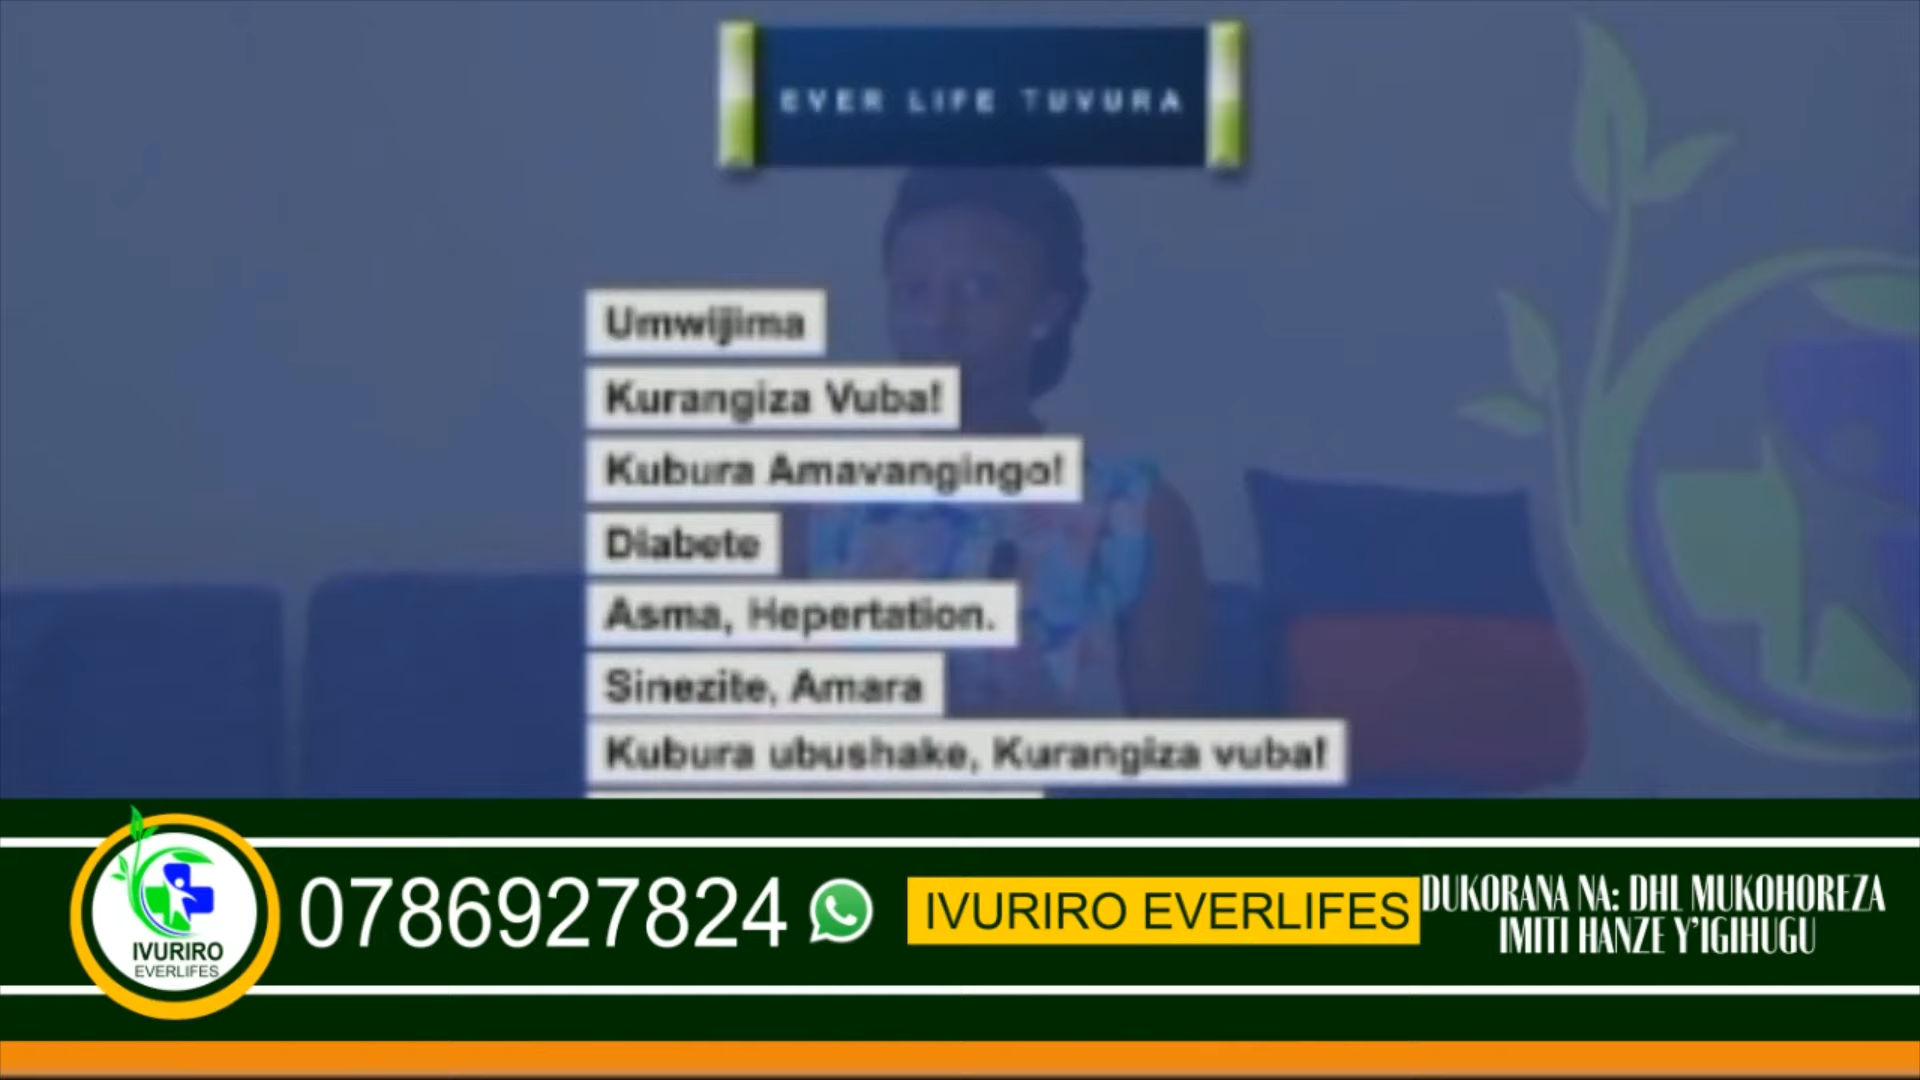 EVER LIFE TUVURA
Umwijima
Kurangiza Vuba!
Kubura Amavangingo!
Diabete
Asma, Hepertation.
Sinezite, Amara
Kubura ubushake, Kurangiza vuba!
IVURIRO
EVERLIFES
0786927824
IVURIRO EVERLIFES
DUKORANA NA: DHL MUKOHOREZA
IMITI HANZE Y'IGIHUGU